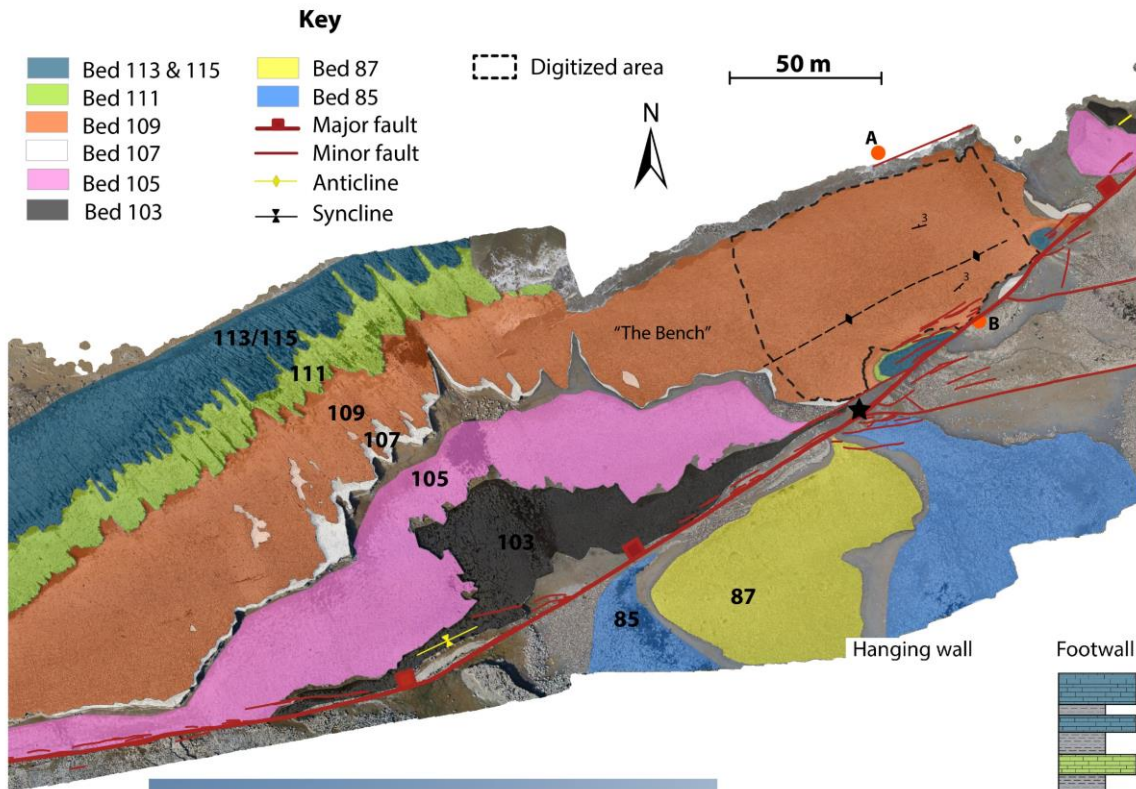 Key
Bed 113 & 115
Bed 111
Bed 109
Bed 107
Bed 105
Bed 103
Bed 87
Bed 85
Major fault
Minor fault
Anticline
Syncline
Digitized area
50 m
N
A
3
3
"The Bench"
B
113/115
111
109
107
105
103
87
85
Hanging wall
Footwall